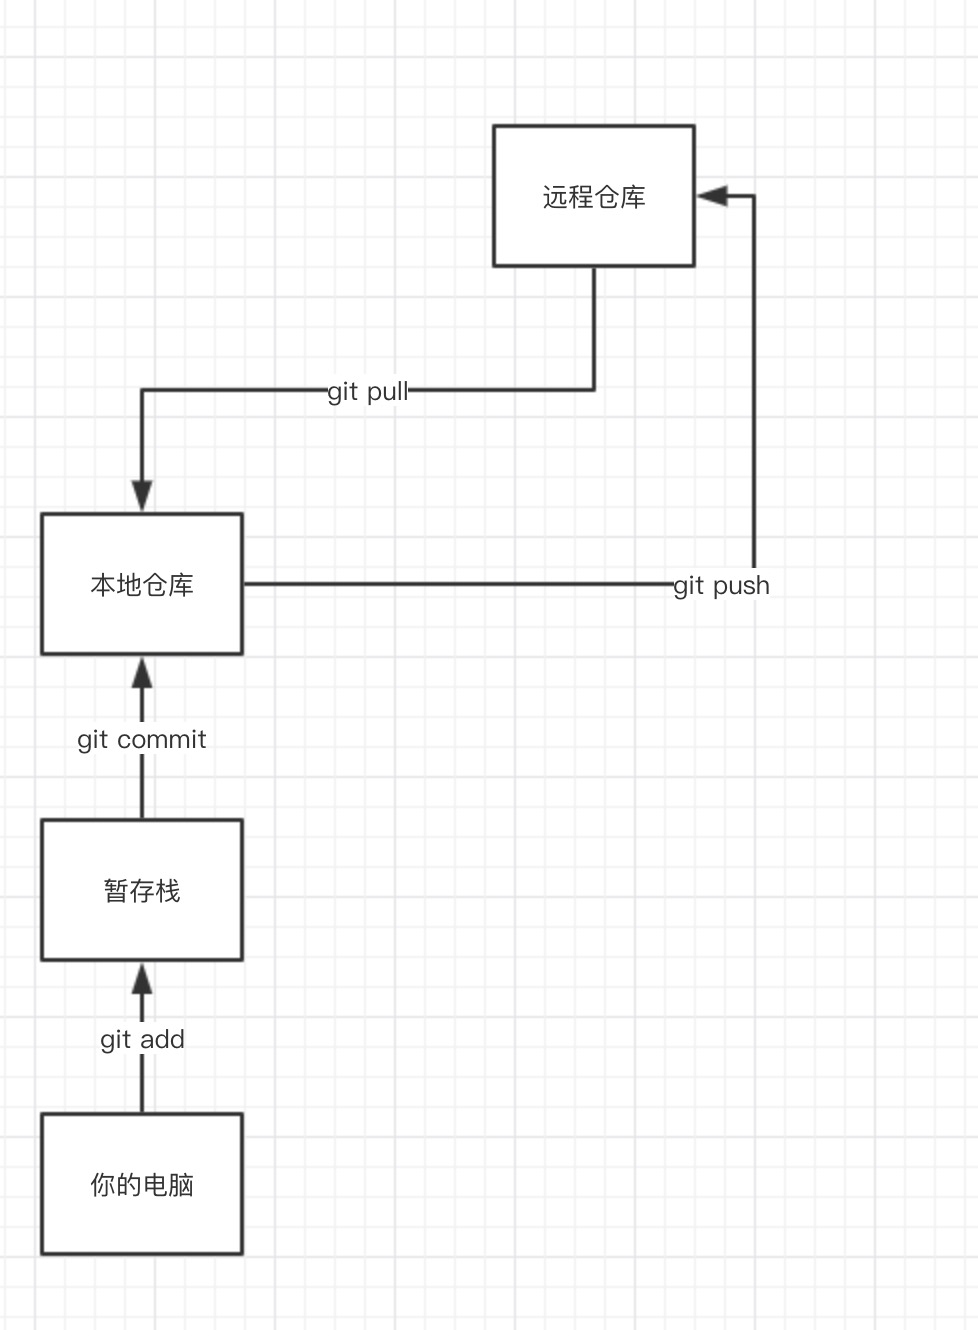 远程仓库
git pull
本地仓库
git push
git commit
暂存栈
git add
你的电脑